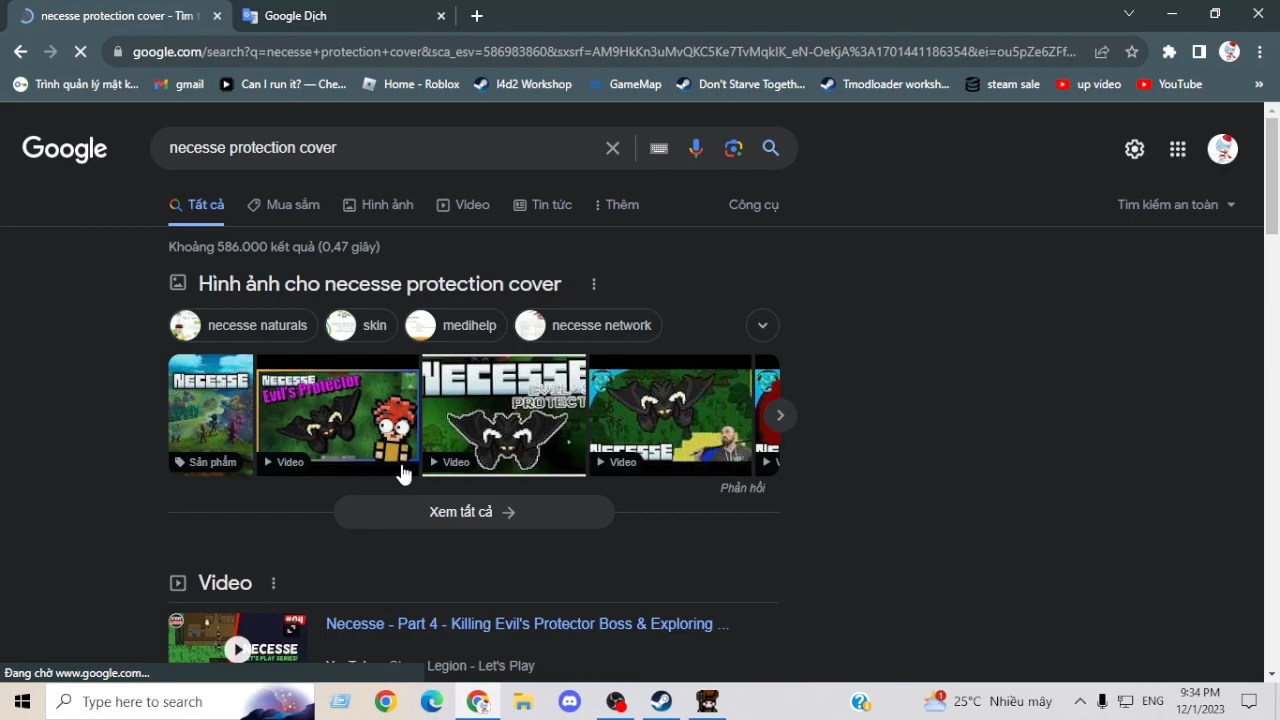 necesse protection cover - Tìm
Google Dịch
google.com/search?q=necesse+protection+cover&sca_esv=586983860&sxsrf=AM9HkKn3uMvQKC5Ke7TvMqkIK_eN-OeKjA%3A1701441186354&ei=ou5pZe6ZFf...
Trình quản lý mật k...
gmail
Can I run it? — Che...
Home - Roblox
l4d2 Workshop
GameMap
Don't Starve Togeth...
Tmodloader worksh...
steam sale
up video
YouTube
»
Google
necesse protection cover
Tất cả
Mua sắm
Hình ảnh
Video
Tin tức
Thêm
Công cụ
Tìm kiếm an toàn
Khoảng 586.000 kết quả (0,47 giây)
Hình ảnh cho necesse protection cover
necesse naturals
skin
medihelp
necesse network
NECESSE
Sản phẩm
NECESSE
Evil's Protector
Video
NECESSE
EVIL'S
PROTECT
Video
NECESSE
Video
Phản hồi
Xem tất cả
Video
Necesse - Part 4 - Killing Evil's Protector Boss & Exploring ...
NECESSE
LET'S PLAY SERIES!
#04
Legion - Let's Play
Đang chờ www.google.com...
Type here to search
25°C Nhiều mây
ENG
9:34 PM
12/1/2023